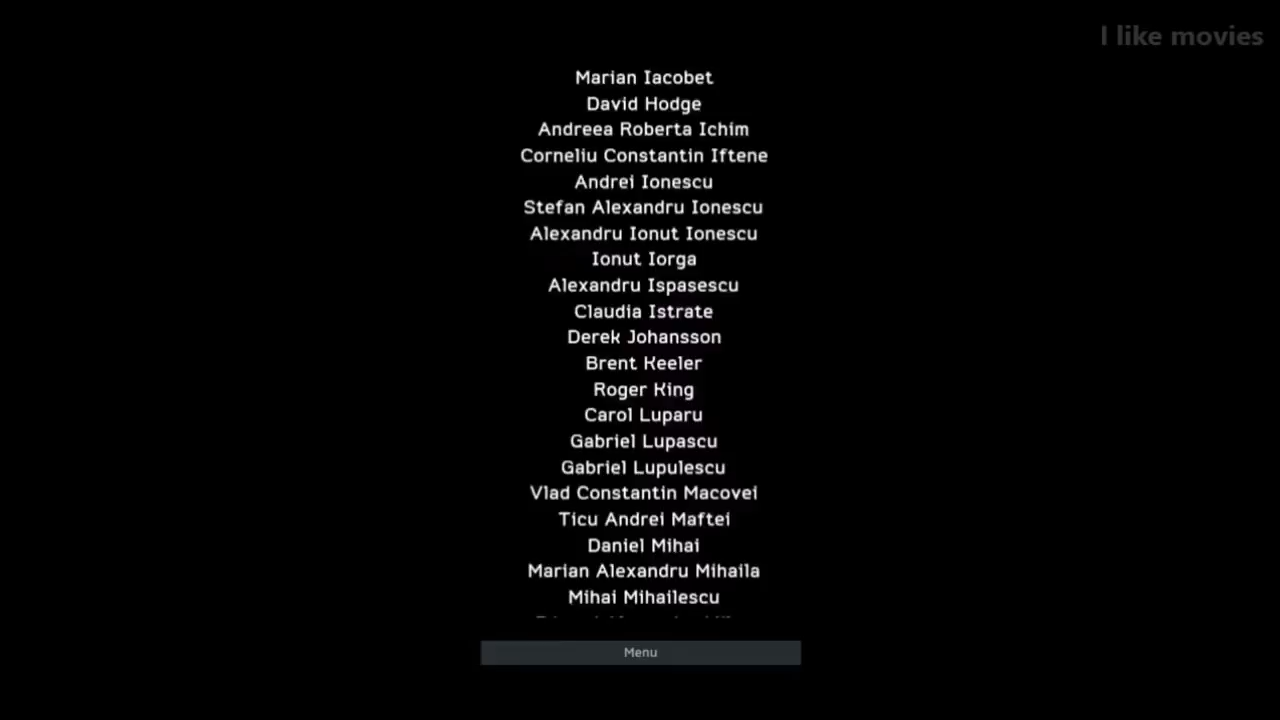 I like movies
Marian Iacobet
David Hodge
Andreea Roberta Ichim
Corneliu Constantin Iftene
Andrei Ionescu
Stefan Alexandru Ionescu
Alexandru Ionut Ionescu
Ionut Iorga
Alexandru Ispasescu
Claudia Istrate
Derek Johansson
Brent Keeler
Roger King
Carol Luparu
Gabriel Lupascu
Gabriel Lupulescu
Vlad Constantin Macovei
Ticu Andrei Maftei
Daniel Mihai
Marian Alexandru Mihaila
Mihai Mihailescu
Menu